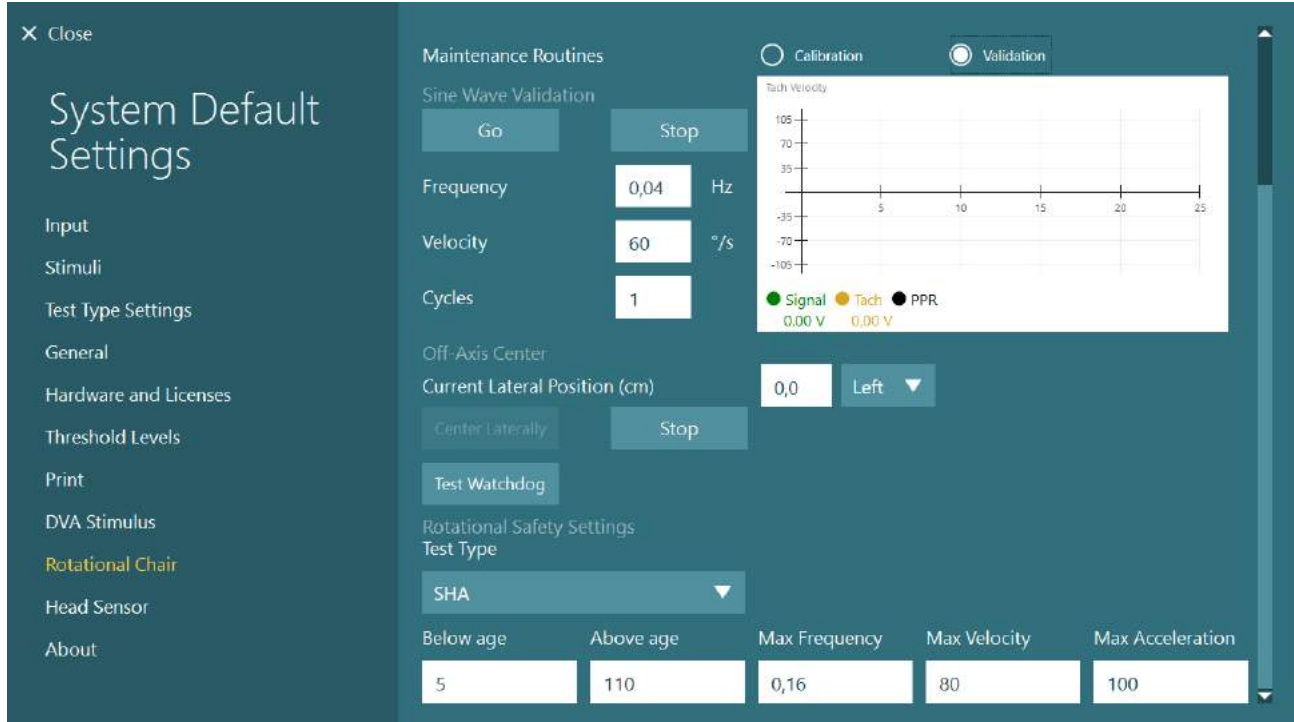 Close
System Default
Settings
Input
Stimuli
Test Type Settings
General
Hardware and Licenses
Threshold Levels
Print
DVA Stimulus
Rotational Chair
Head Sensor
About
Maintenance Routines
Calibration
Validation
Sine Wave Validation
Go
Stop
Frequency
0,04
Hz
Velocity
60
°/s
Cycles
1
Tach Velocity
105
70
35
-35
-70
-105
5
10
15
20
25
Signal
Tach
PPR
0.00 V
0,00 V
Off-Axis Center
Current Lateral Position (cm)
0,0
Left
Center Laterally
Stop
Test Watchdog
Rotational Safety Settings
Test Type
SHA
Below age
Above age
Max Frequency
Max Velocity
Max Acceleration
5
110
0,16
80
100